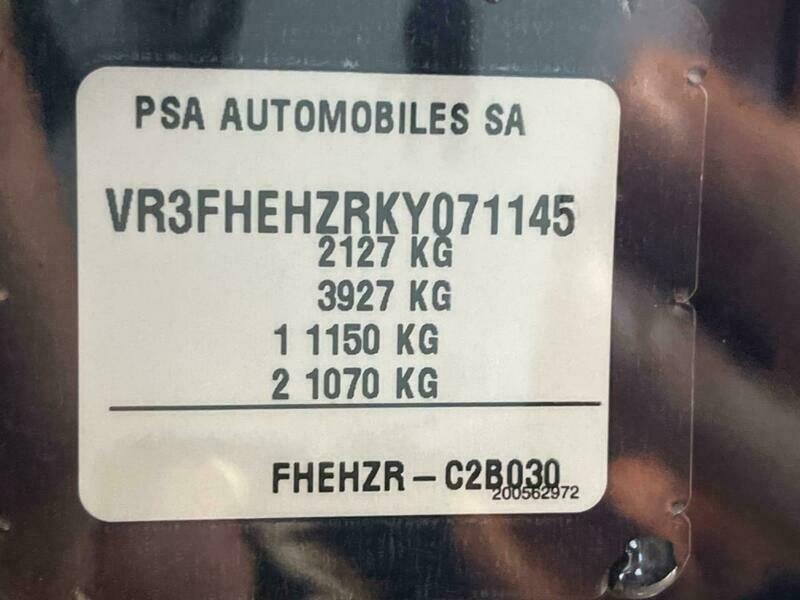 PSA AUTOMOBILES SA
VR3FHEHZRKY071145
2127 KG
3927 KG
1 1150 KG
2 1070 KG
FHEHZR – C2B030
200562972